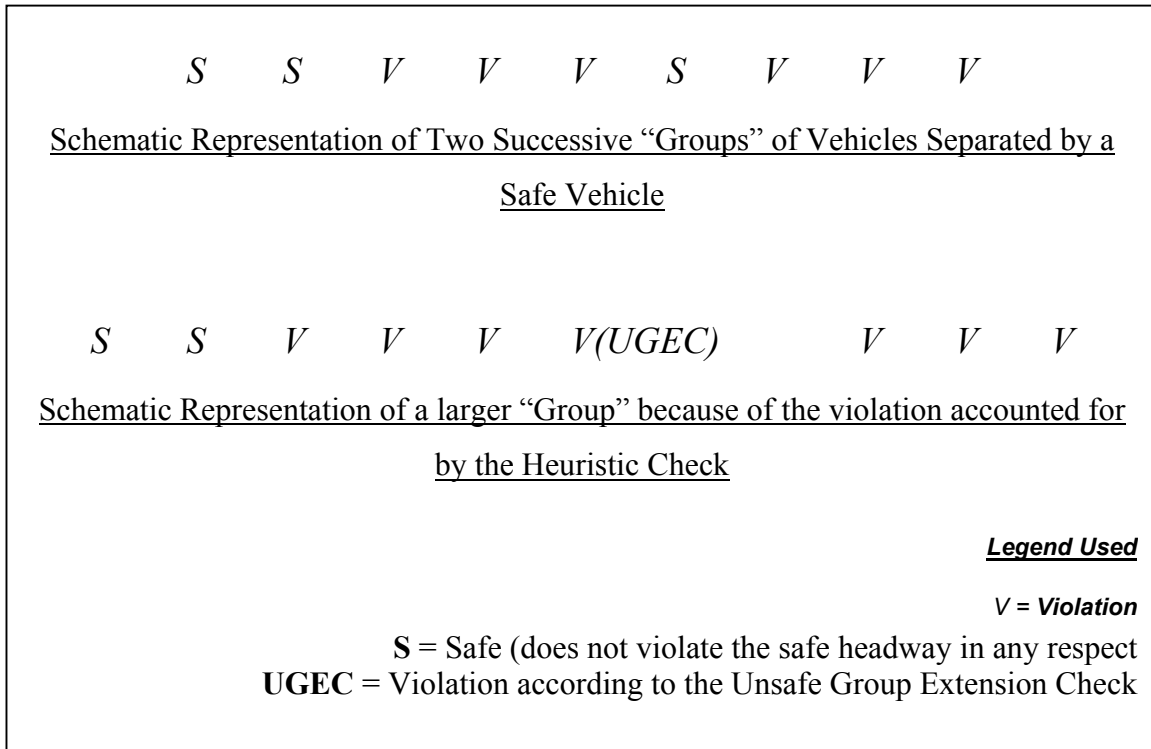 S S V V V S V V V
Schematic Representation of Two Successive “Groups” of Vehicles Separated by a
Safe Vehicle
S S V V V V(UGEC) V V V
Schematic Representation of a larger “Group” because of the violation accounted for
by the Heuristic Check
Legend Used
V = Violation
S = Safe (does not violate the safe headway in any respect
UGEC = Violation according to the Unsafe Group Extension Check